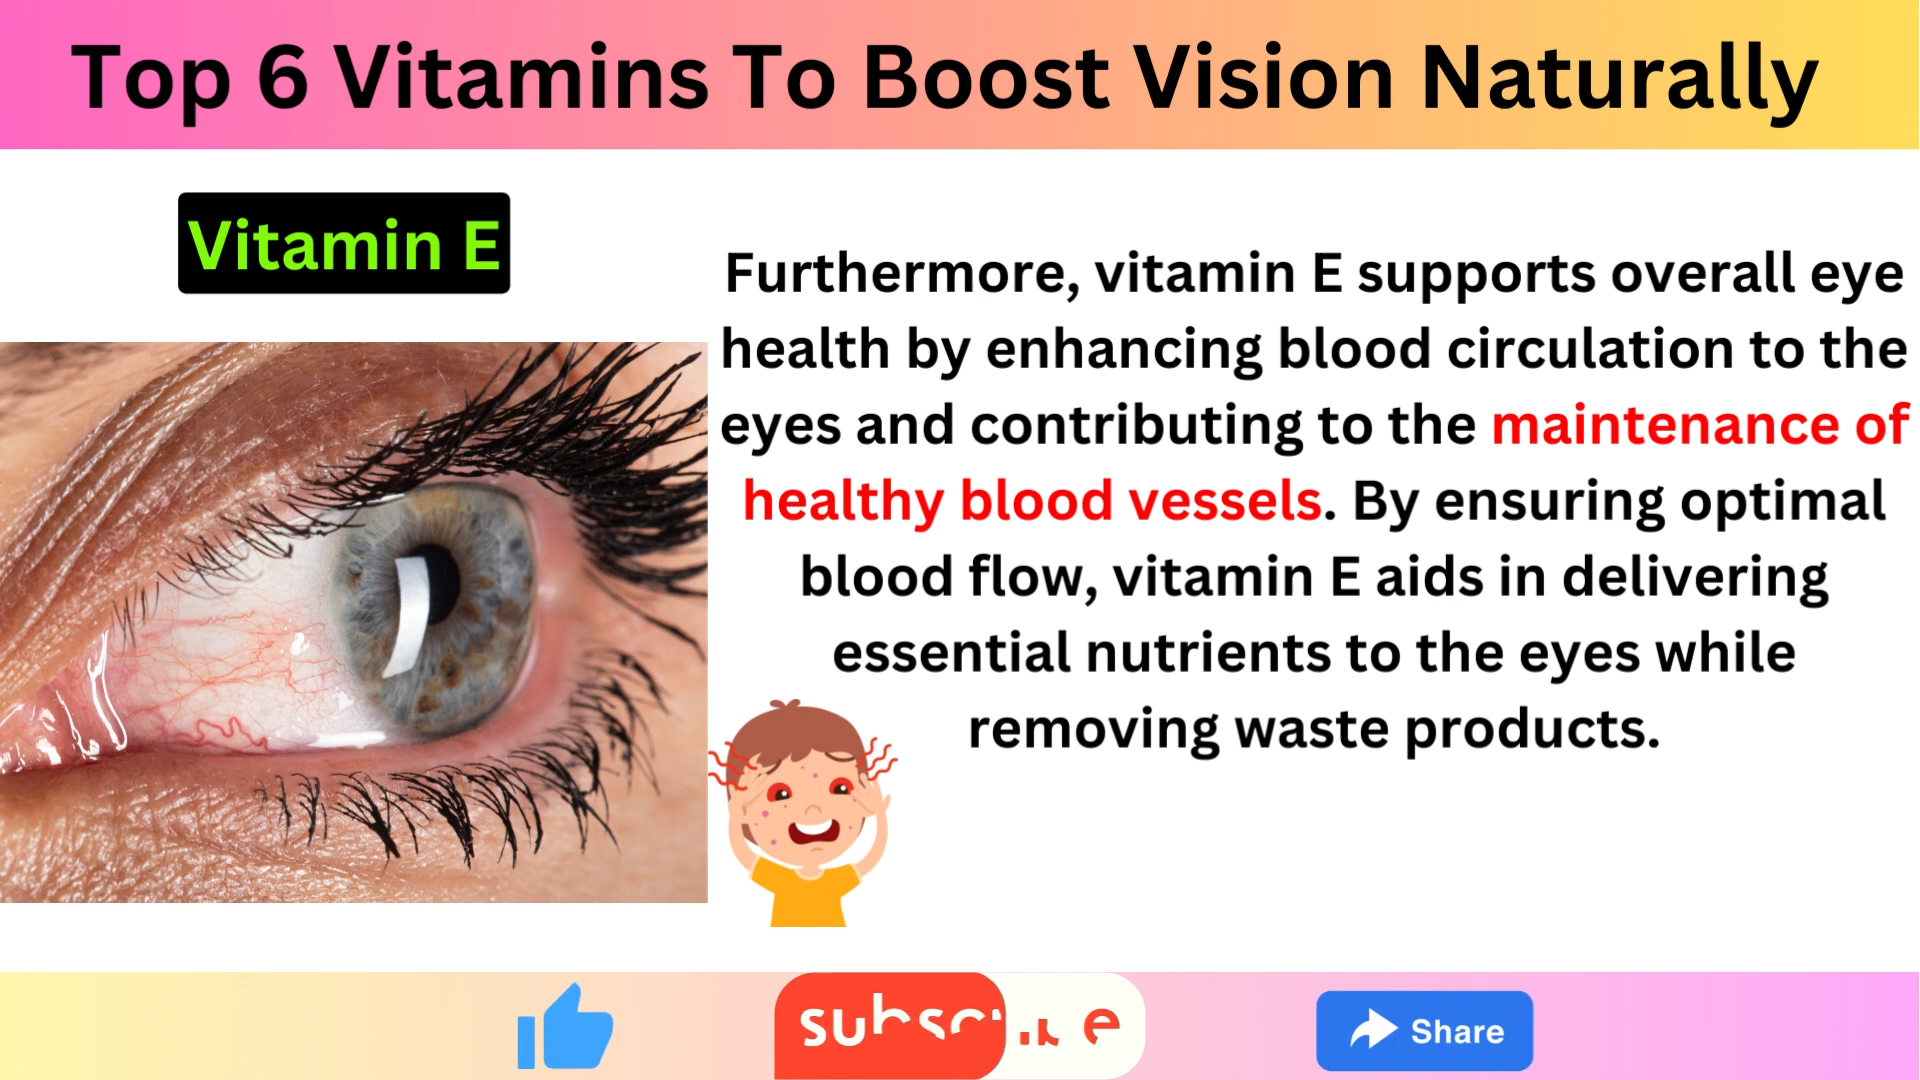 Top 6 Vitamins To Boost Vision Naturally
Vitamin E
Furthermore, vitamin E supports overall eye
health by enhancing blood circulation to the
eyes and contributing to the maintenance of
healthy blood vessels. By ensuring optimal
blood flow, vitamin E aids in delivering
essential nutrients to the eyes while
removing waste products.
Share